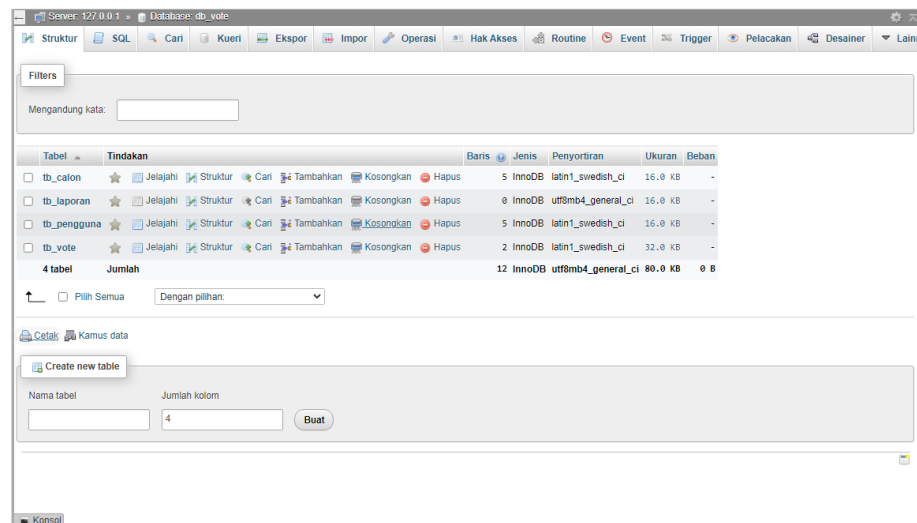 Server: 127.0.0.1 » Database: db_vote
Struktur SQL Cari Kueri Ekspor Impor Operasi Hak Akses Routine Event Trigger Pelacakan Desainer
Filters
Mengandung kata:
Tabel Tindakan Baris Jenis Penyortiran Ukuran Beban
tb_calon Jelajahi Struktur Cari Tambahkan Kosongkan Hapus 5 InnoDB latin1_swedish_ci 16.0 KB -
tb_laporan Jelajahi Struktur Cari Tambahkan Kosongkan Hapus 0 InnoDB utf8mb4_general_ci 16.0 KB -
tb_pengguna Jelajahi Struktur Cari Tambahkan Kosongkan Hapus 5 InnoDB latin1_swedish_ci 16.0 KB -
tb_vote Jelajahi Struktur Cari Tambahkan Kosongkan Hapus 2 InnoDB latin1_swedish_ci 32.0 KB -
4 tabel Jumlah 12 InnoDB utf8mb4_general_ci 80.0 KB 0 B
Pilih Semua Dengan pilihan:
Cetak Kamus data
Create new table
Nama tabel Jumlah kolom
4 Buat
Konsol